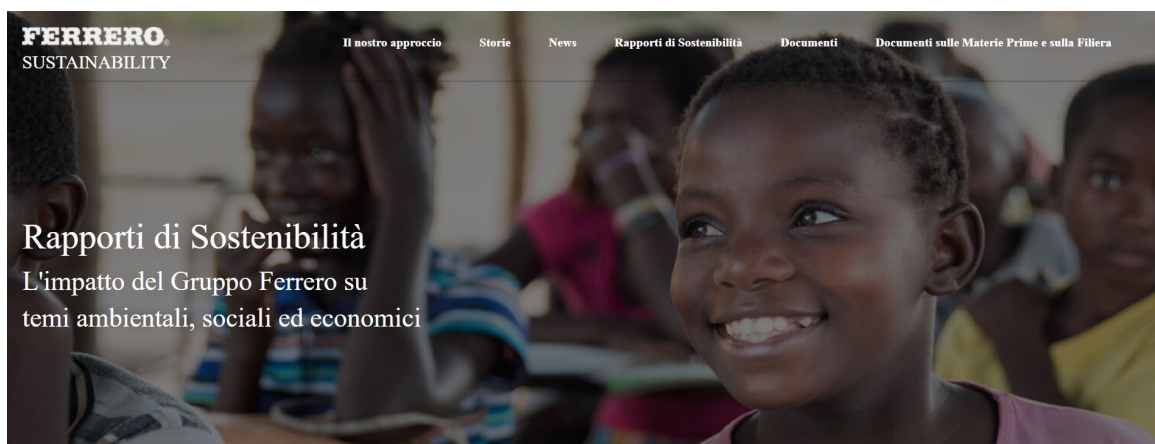 FERRERO®
SUSTAINABILITY
Il nostro approccio Storie News Rapporti di Sostenibilità Documenti Documenti sulle Materie Prime e sulla Filiera
Rapporti di Sostenibilità
L'impatto del Gruppo Ferrero su
temi ambientali, sociali ed economici